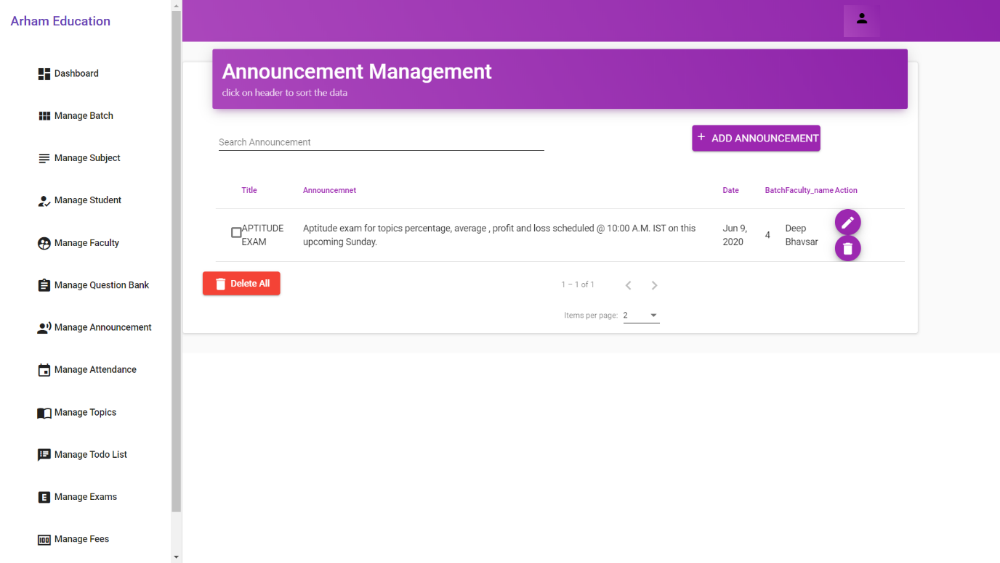 Arham Education
Dashboard
Manage Batch
Manage Subject
Manage Student
Manage Faculty
Manage Question Bank
Manage Announcement
Manage Attendance
Manage Topics
Manage Todo List
E Manage Exams
100 Manage Fees
Announcement Management
click on header to sort the data
Search Announcement
+ ADD ANNOUNCEMENT
Title Announcemnet Date Batch Faculty_name Action
APTITUDE Aptitude exam for topics percentage, average , profit and loss scheduled @ 10:00 A.M. IST on this Jun 9, 4 Deep
EXAM upcoming Sunday. 2020 Bhavsar
Delete All
1 – 1 of 1
Items per page: 2